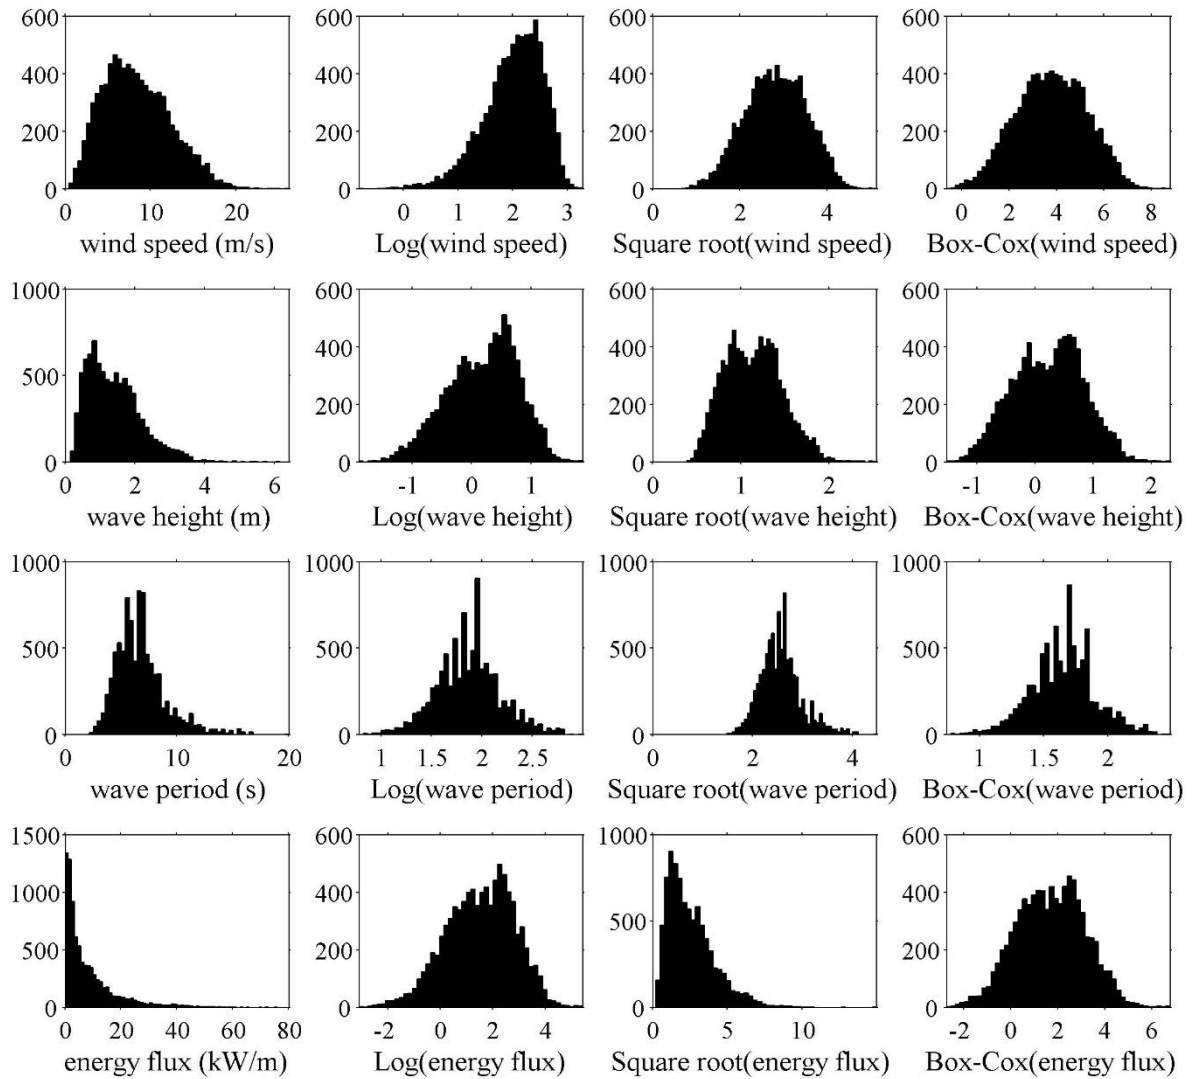 600 600 600 600
400 400 400 400
200 200 200 200
0 0 0 0
0 10 20 0 1 2 3 0 2 4 0 2 4 6 8
wind speed (m/s) Log(wind speed) Square root(wind speed) Box-Cox(wind speed)
1000 600 600 600
500 400 400 400
200 200 200
0 0 0 0
0 2 4 6 -1 0 1 0 1 2 -1 0 1 2
wave height (m) Log(wave height) Square root(wave height) Box-Cox(wave height)
1000 1000 1000 1000
500 500 500 500
0 0 0 0
0 10 20 1 1.5 2 2.5 0 2 4 1 1.5 2
wave period (s) Log(wave period) Square root(wave period) Box-Cox(wave period)
1500 600 1000 600
1000 400 500 400
500 200 200
0 0 0 0
0 20 40 60 80 -2 0 2 4 0 5 10 -2 0 2 4 6
energy flux (kW/m) Log(energy flux) Square root(energy flux) Box-Cox(energy flux)